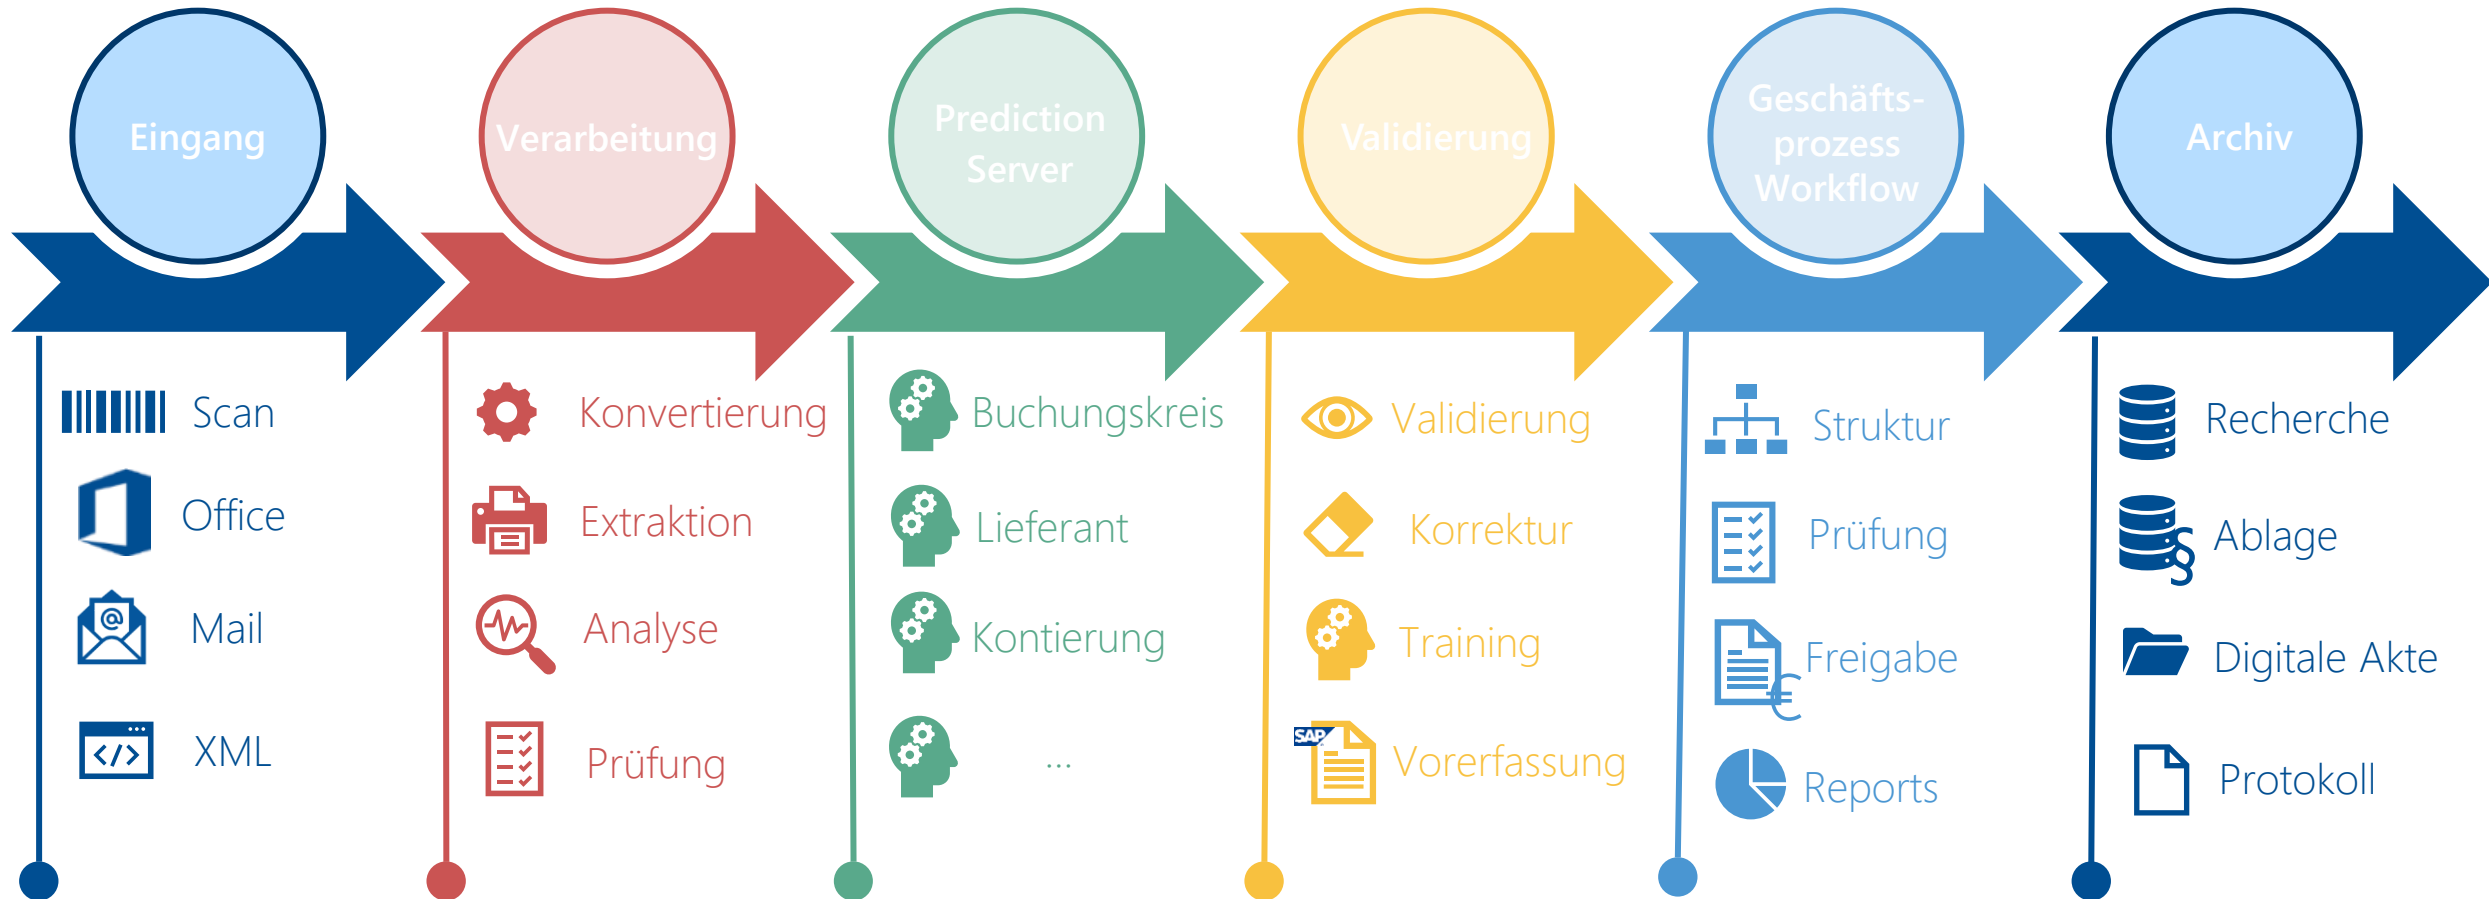 Eingang
Scan
Office
Mail
XML
Verarbeitung
Konvertierung
Extraktion
Analyse
Prüfung
Prediction
Server
Buchungskreis
Lieferant
Kontierung
...
Validierung
Validierung
Korrektur
Training
SAP
Vorerfassung
Geschäfts-
prozess
Workflow
Struktur
Prüfung
Freigabe
€
Reports
Archiv
Recherche
§
Ablage
Digitale Akte
Protokoll